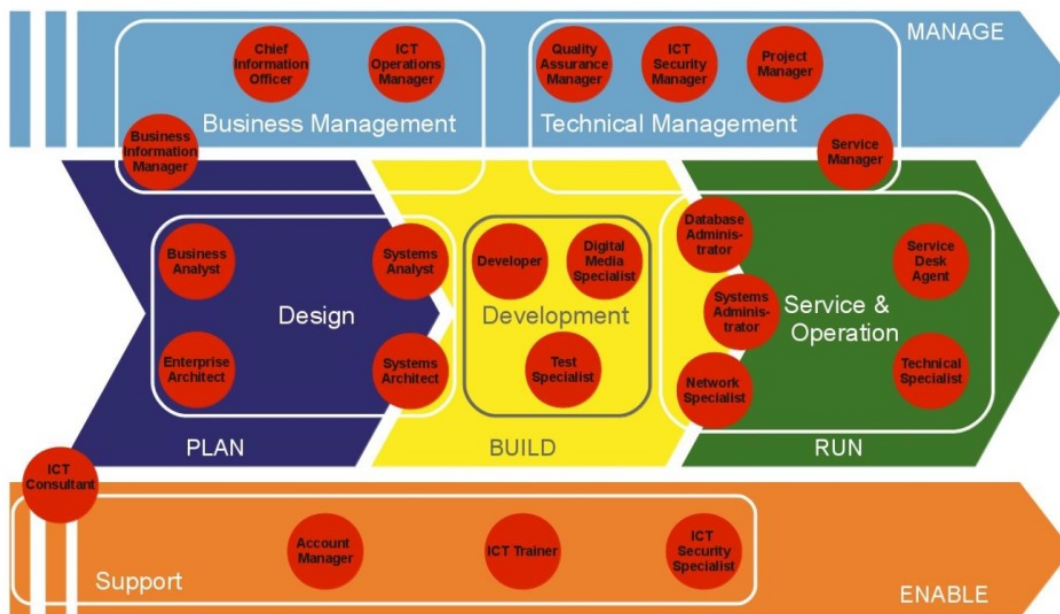 MANAGE
Chief
Information
Officer
ICT
Operations
Manager
Quality
Assurance
Manager
ICT
Security
Manager
Project
Manager
Business Management
Technical Management
Business
Information
Manager
Service
Manager
Business
Analyst
Systems
Analyst
Developer
Digital
Media
Specialist
Database
Adminis-
trator
Service
Desk
Agent
Design
Development
Systems
Adminis-
trator
Service &
Operation
Enterprise
Architect
Systems
Architect
Test
Specialist
Network
Specialist
Technical
Specialist
PLAN
BUILD
RUN
ICT
Consultant
Account
Manager
ICT Trainer
ICT
Security
Specialist
Support
ENABLE